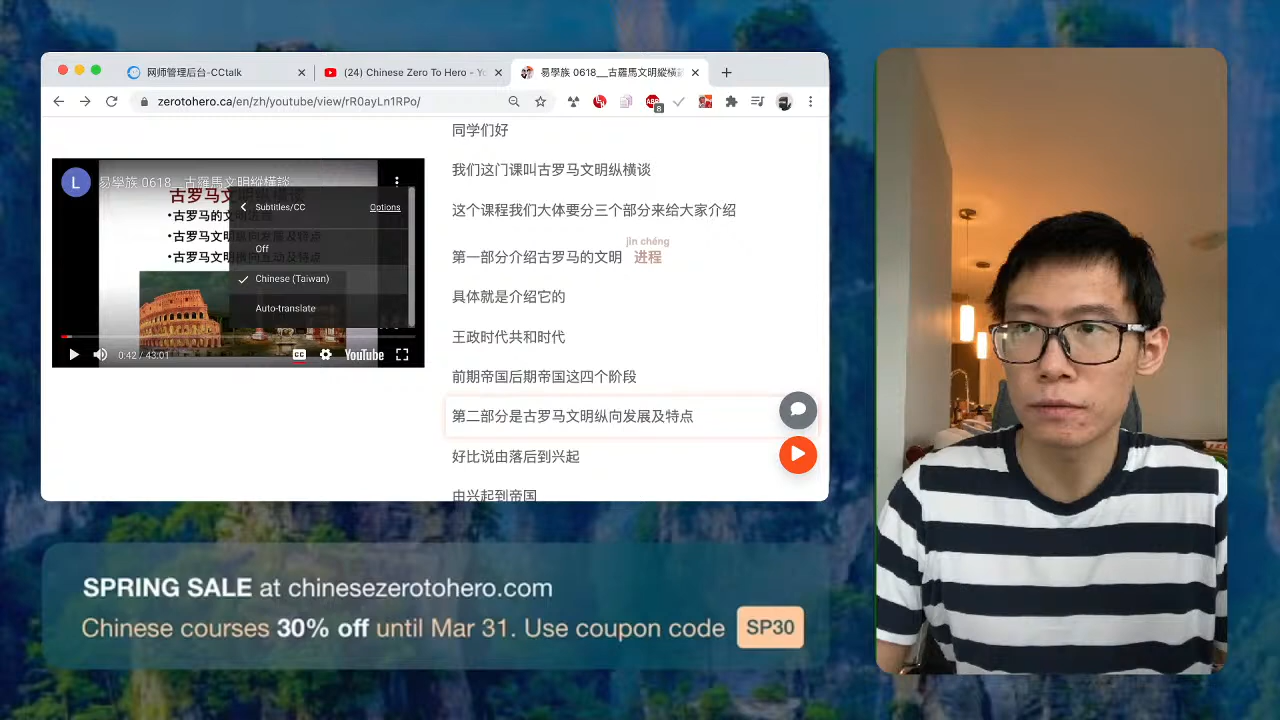 网师管理后台-CCtalk
(24) Chinese Zero To Hero - Yo
易學族 0618__古羅馬文明縱橫談
zerotohero.ca/en/zh/youtube/view/rR0ayLn1RPo/
ABP
8
L
易學族 0618__古羅馬文明縱橫談
古罗马文
•古罗马的文
•古罗马文
•古罗马文
Subtitles/CC
Options
Off
Chinese (Taiwan)
Auto-translate
0:42 / 43:01
CC
YouTube
同学们好
我们这门课叫古罗马文明纵横谈
这个课程我们大体要分三个部分来给大家介绍
jìn chéng
第一部分介绍古罗马的文明 进程
具体就是介绍它的
王政时代共和时代
前期帝国后期帝国这四个阶段
第二部分是古罗马文明纵向发展及特点
好比说由落后到兴起
由兴起到帝国
SPRING SALE at chinesezerotohero.com
Chinese courses 30% off until Mar 31. Use coupon code SP30